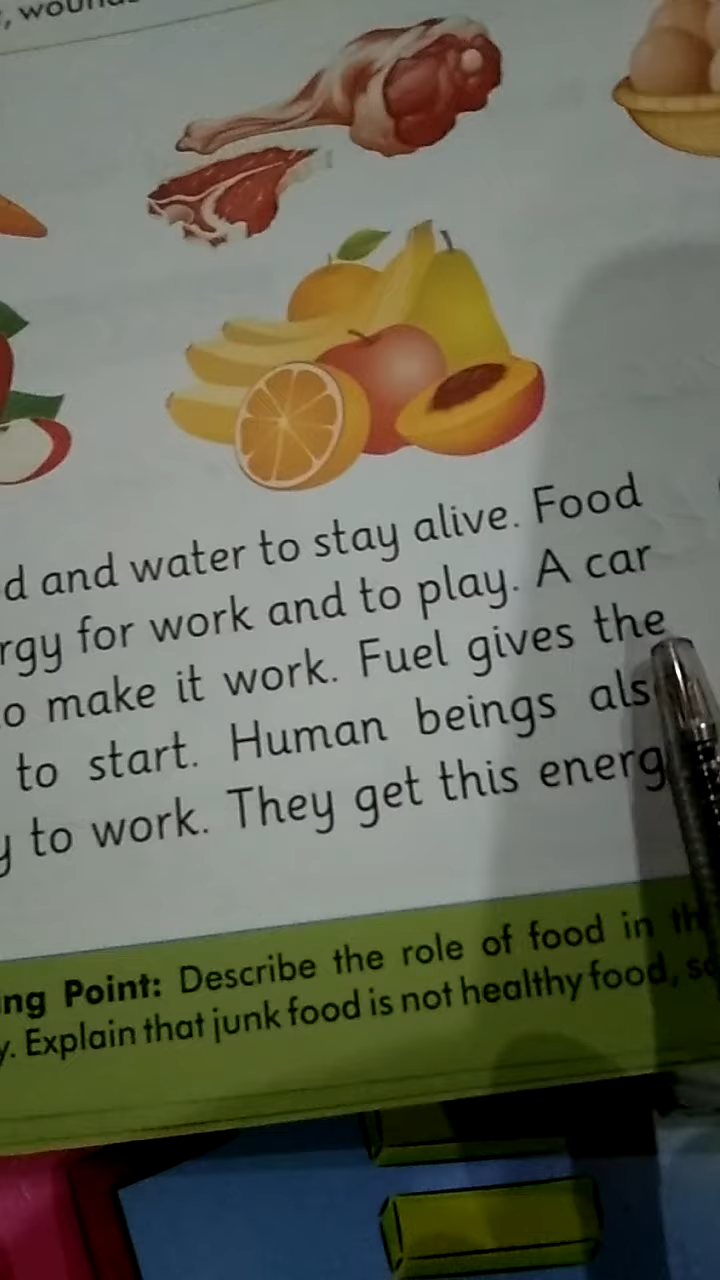 , wounds
d and water to stay alive. Food
rgy for work and to play. A car
o make it work. Fuel gives the
to start. Human beings als
y to work. They get this energ
ng Point: Describe the role of food in th
y. Explain that junk food is not healthy food, so